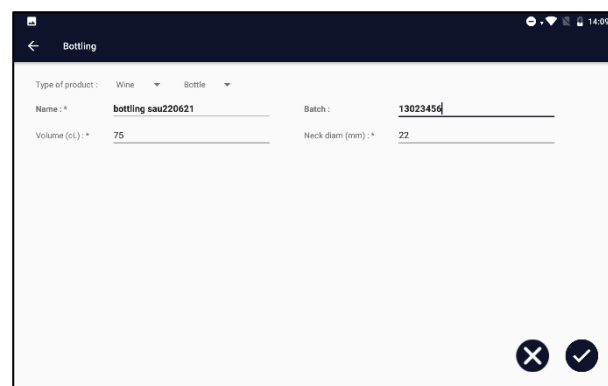 14:09
Bottling
Type of product : Wine Bottle
Name : * bottling sau220621 Batch : 13023456
Volume (cl.) : * 75 Neck diam (mm) : * 22